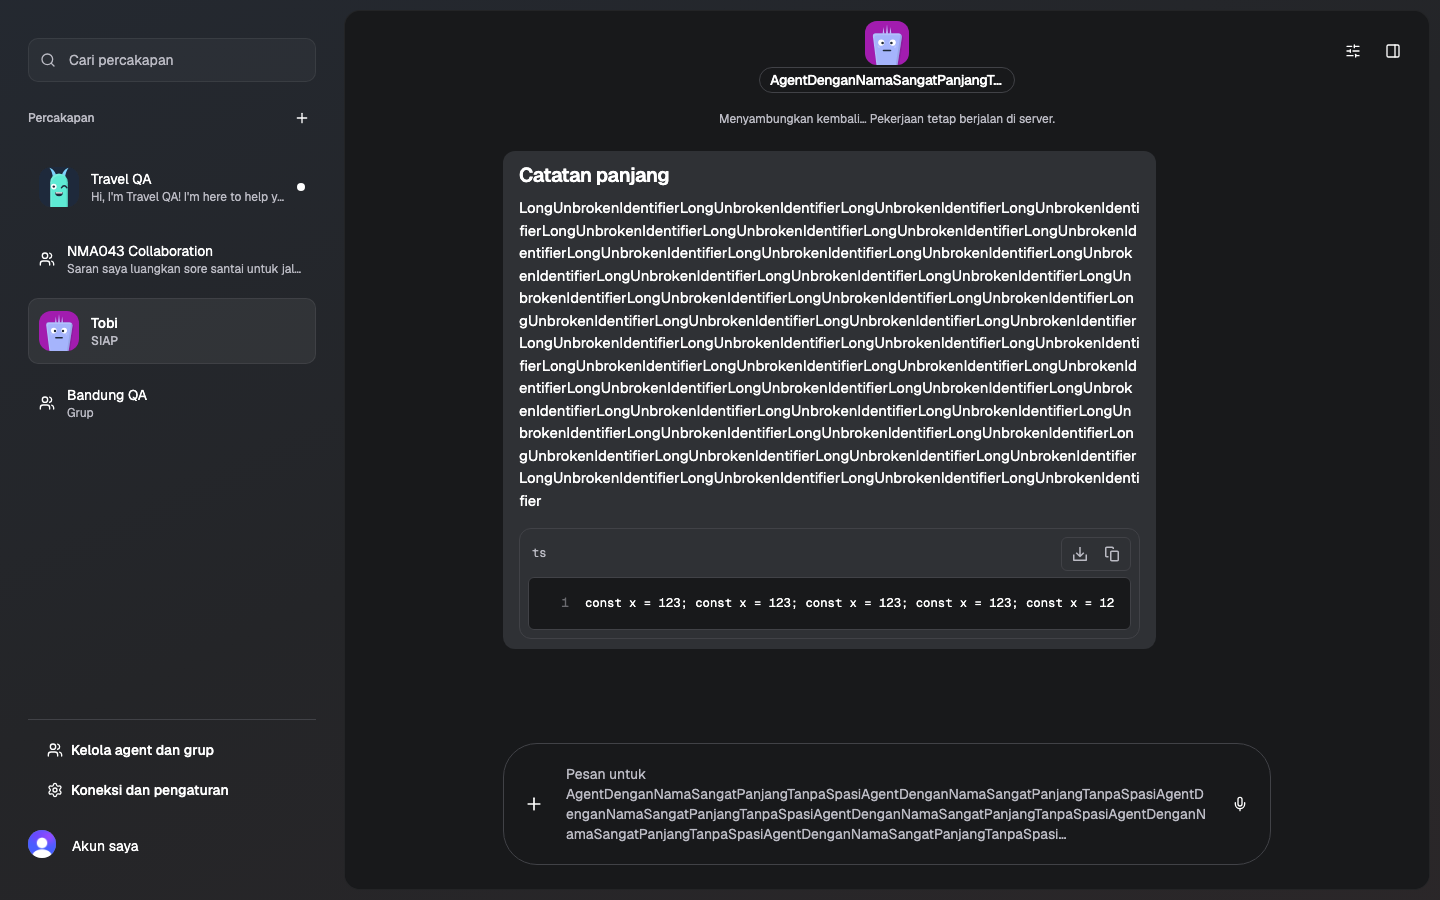 Cari percakapan
Percakapan
Travel QA
Hi, I'm Travel QA! I'm here to help y...
NMA043 Collaboration
Saran saya luangkan sore santai untuk jal...
Tobi
SIAP
Bandung QA
Grup
Kelola agent dan grup
Koneksi dan pengaturan
Akun saya
AgentDenganNamaSangatPanjangT...
Menyambungkan kembali... Pekerjaan tetap berjalan di server.
Catatan panjang
LongUnbrokenIdentifierLongUnbrokenIdentifierLongUnbrokenIdentifierLongUnbrokenIdenti
fierLongUnbrokenIdentifierLongUnbrokenIdentifierLongUnbrokenIdentifierLongUnbrokenId
entifierLongUnbrokenIdentifierLongUnbrokenIdentifierLongUnbrokenIdentifierLongUnbrok
enIdentifierLongUnbrokenIdentifierLongUnbrokenIdentifierLongUnbrokenIdentifierLongUn
brokenIdentifierLongUnbrokenIdentifierLongUnbrokenIdentifierLongUnbrokenIdentifierLon
gUnbrokenIdentifierLongUnbrokenIdentifierLongUnbrokenIdentifierLongUnbrokenIdentifier
LongUnbrokenIdentifierLongUnbrokenIdentifierLongUnbrokenIdentifierLongUnbrokenIdenti
fierLongUnbrokenIdentifierLongUnbrokenIdentifierLongUnbrokenIdentifierLongUnbrokenId
entifierLongUnbrokenIdentifierLongUnbrokenIdentifierLongUnbrokenIdentifierLongUnbrok
enIdentifierLongUnbrokenIdentifierLongUnbrokenIdentifierLongUnbrokenIdentifierLongUn
brokenIdentifierLongUnbrokenIdentifierLongUnbrokenIdentifierLongUnbrokenIdentifierLon
gUnbrokenIdentifierLongUnbrokenIdentifierLongUnbrokenIdentifierLongUnbrokenIdentifier
LongUnbrokenIdentifierLongUnbrokenIdentifierLongUnbrokenIdentifierLongUnbrokenIdenti
fier
ts
1 const x = 123; const x = 123; const x = 123; const x = 123; const x = 12
Pesan untuk
AgentDenganNamaSangatPanjangTanpaSpasiAgentDenganNamaSangatPanjangTanpaSpasiAgentD
enganNamaSangatPanjangTanpaSpasiAgentDenganNamaSangatPanjangTanpaSpasiAgentDenganN
amaSangatPanjangTanpaSpasiAgentDenganNamaSangatPanjangTanpaSpasi...